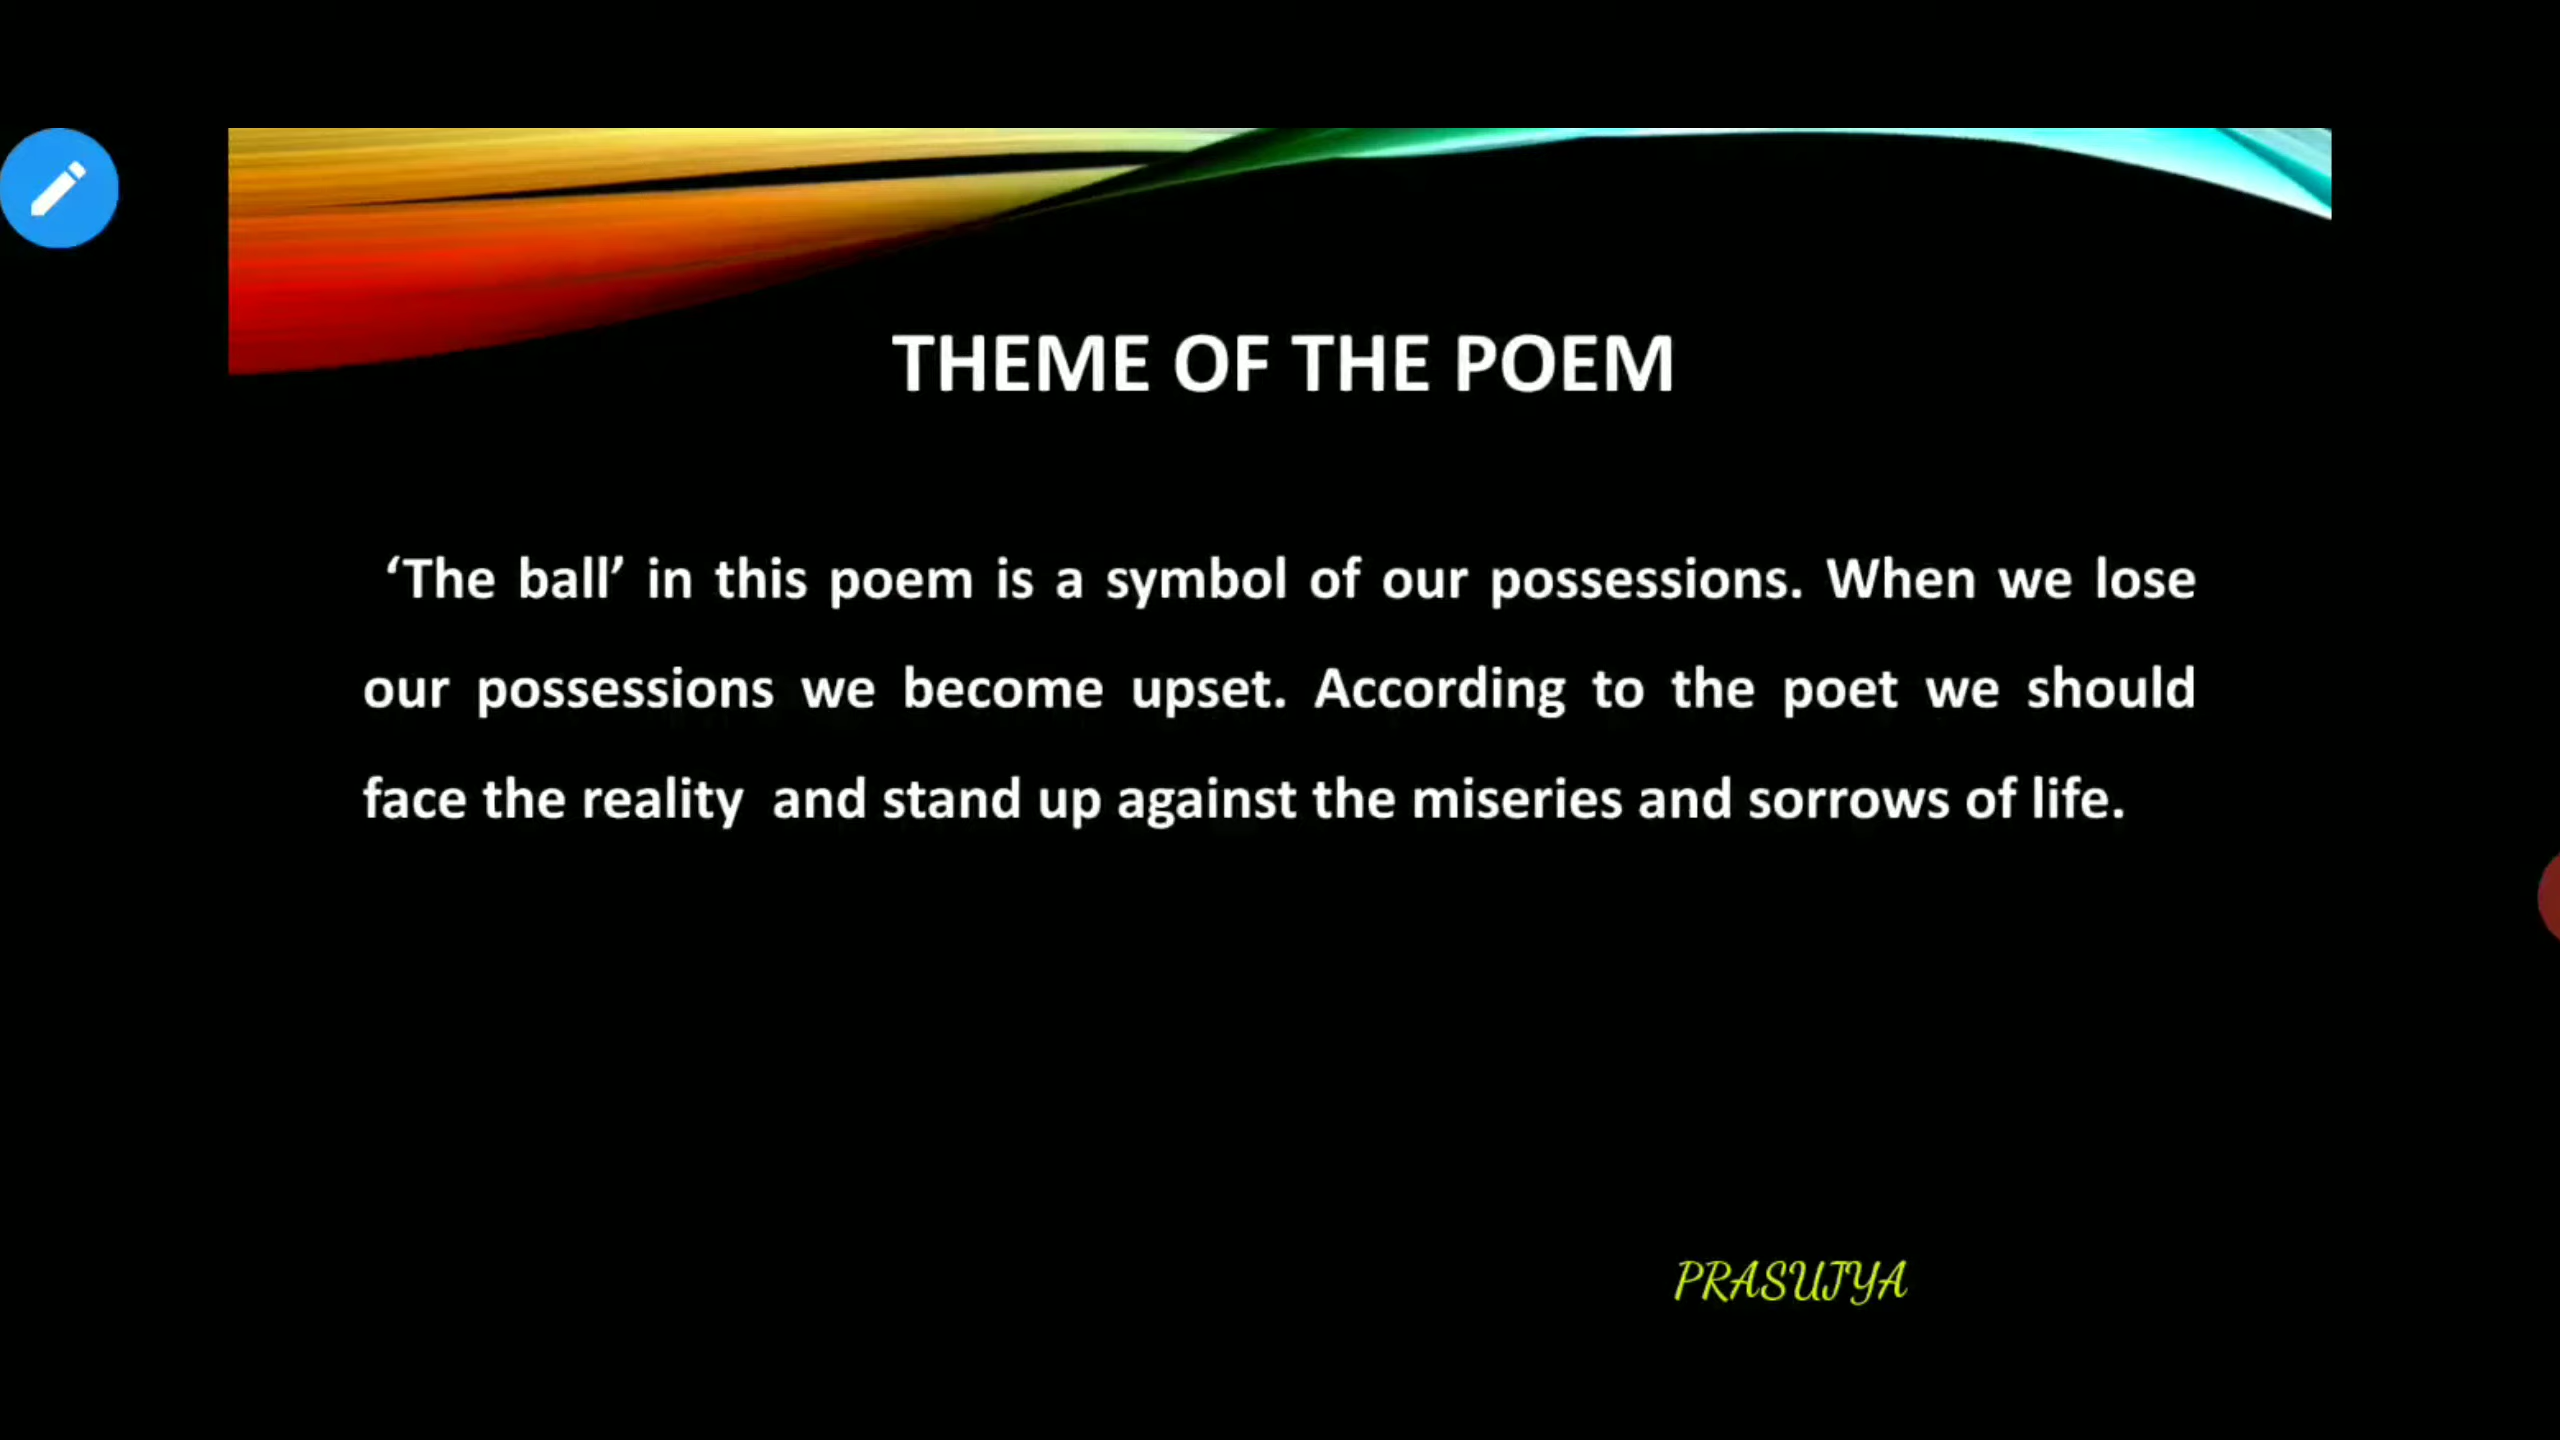 THEME OF THE POEM
‘The ball’ in this poem is a symbol of our possessions. When we lose
our possessions we become upset. According to the poet we should
face the reality  and stand up against the miseries and sorrows of life.
PRASUJYA